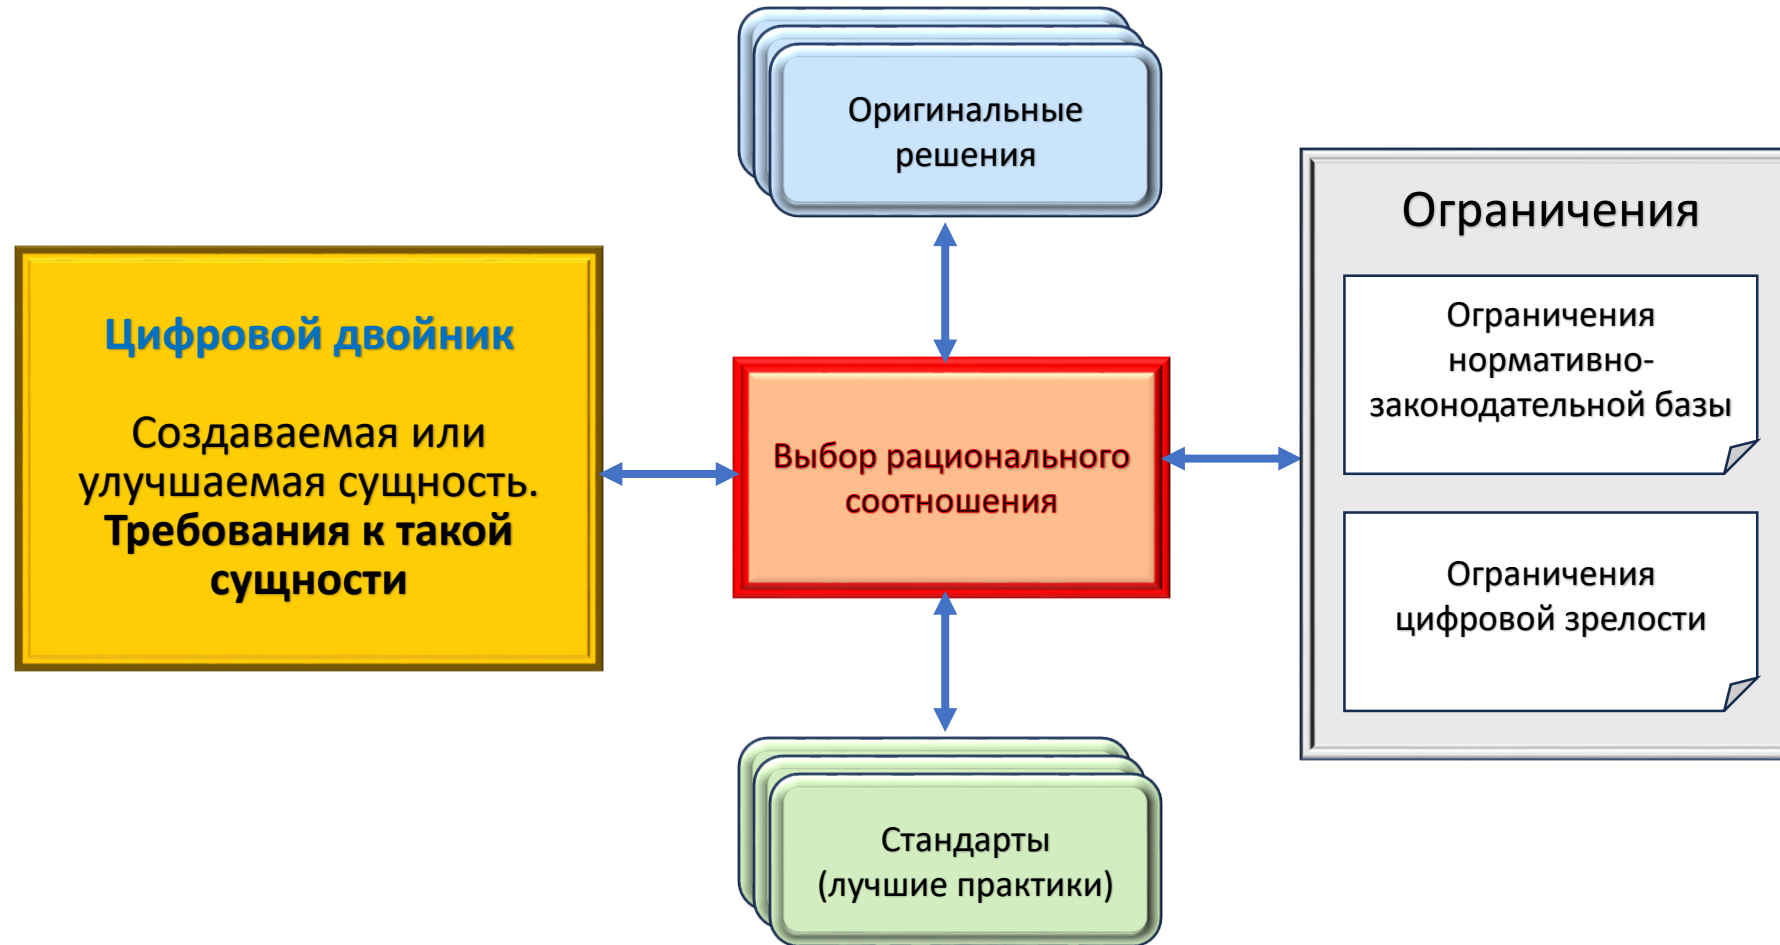 Оригинальные
решения
Ограничения
Ограничения
нормативно-
законодательной базы
Ограничения
цифровой зрелости
Цифровой двойник
Создаваемая или
улучшаемая сущность.
Требования к такой
сущности
Выбор рационального
соотношения
Стандарты
(лучшие практики)